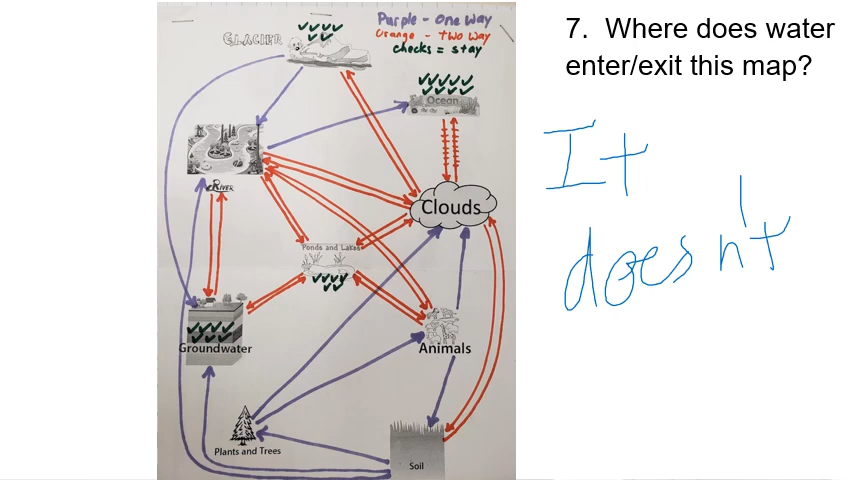 Purple - One Way
Orange - Two Way
checks = stay
GLACIER
Ocean
RIVER
Clouds
Ponds and Lakes
Groundwater
Animals
Plants and Trees
Soil
7. Where does water
enter/exit this map?
It
doesn't